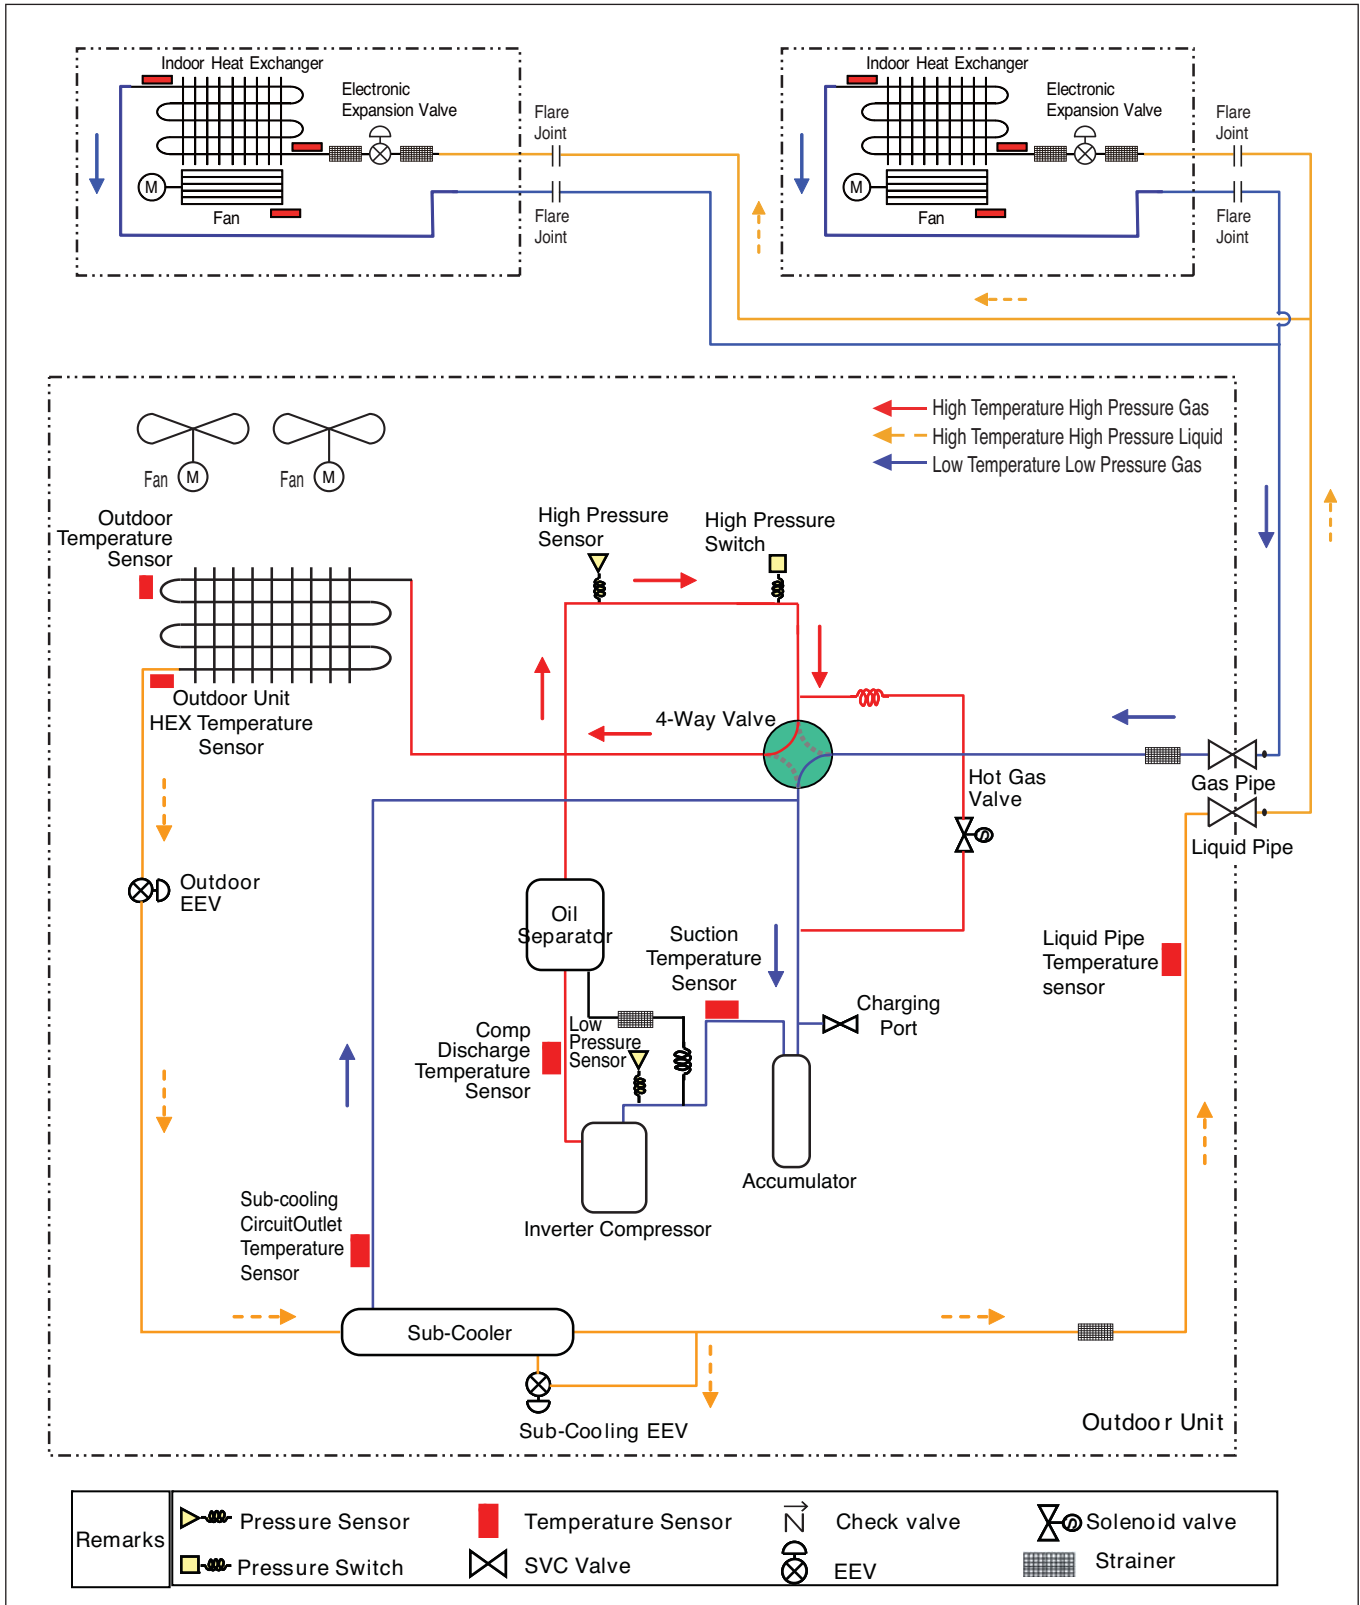 Indoor Heat Exchanger
Electronic
Expansion Valve
Flare
Joint
M
Fan
Flare
Joint
Indoor Heat Exchanger
Electronic
Expansion Valve
Flare
Joint
M
Fan
Flare
Joint
High Temperature High Pressure Gas
High Temperature High Pressure Liquid
Low Temperature Low Pressure Gas
Fan M
Fan M
Outdoor
Temperature
Sensor
High Pressure
Sensor
High Pressure
Switch
Outdoor Unit
HEX Temperature
Sensor
4-Way Valve
Hot Gas
Valve
S
Gas Pipe
Liquid Pipe
Outdoor
EEV
Oil
Separator
Suction
Temperature
Sensor
Liquid Pipe
Temperature
sensor
Charging
Port
Comp
Discharge
Temperature
Sensor
Low
Pressure
Sensor
Accumulator
Inverter Compressor
Sub-cooling
CircuitOutlet
Temperature
Sensor
Sub-Cooler
Sub-Cooling EEV
Outdoor Unit
Remarks
Pressure Sensor
Temperature Sensor
Check valve
S
Solenoid valve
Pressure Switch
SVC Valve
EEV
Strainer